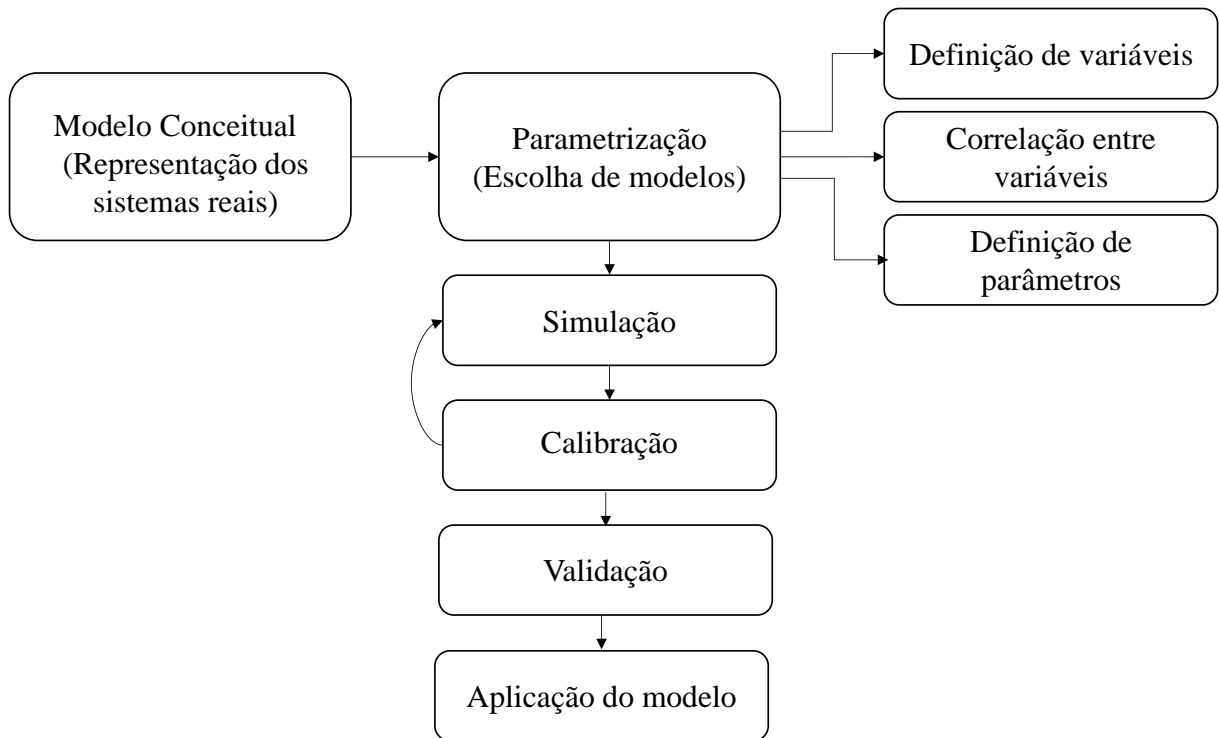 Modelo Conceitual
(Representação dos
sistemas reais)
Parametrização
(Escolha de modelos)
Definição de variáveis
Correlação entre
variáveis
Definição de
parâmetros
Simulação
Calibração
Validação
Aplicação do modelo